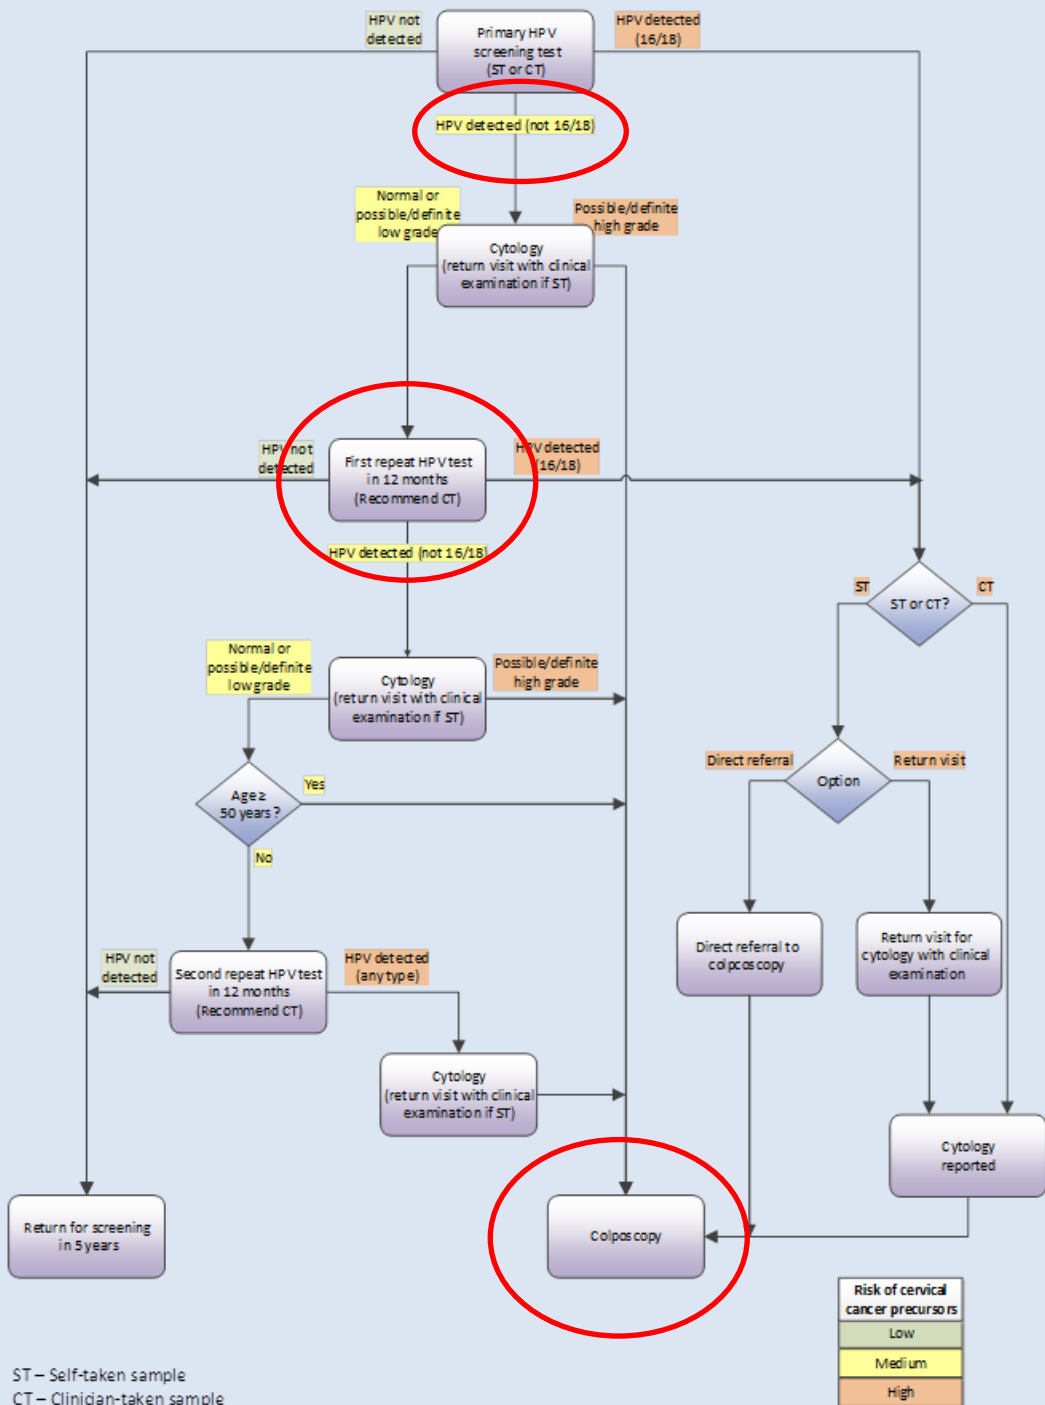 HPV not
detected
Primary HPV
screening test
(ST or CT)
HPV detected
(16/18)
HPV detected (not 16/18)
Normal or
possible/definite
low grade
Possible/definite
high grade
Cytology
(return visit with clinical
examination if ST)
HPV not
detected
First repeat HPV test
in 12 months
(Recommend CT)
HPV detected
(16/18)
HPV detected (not 16/18)
ST
ST or CT?
CT
Normal or
possible/definite
low grade
Cytology
(return visit with clinical
examination if ST)
Possible/definite
high grade
Direct referral
Option
Return visit
Age ≥
50 years?
Yes
No
HPV not
detected
Second repeat HPV test
in 12 months
(Recommend CT)
HPV detected
(any type)
Direct referral to
colpcoscopy
Return visit for
cytology with clinical
examination
Cytology
(return visit with clinical
examination if ST)
Cytology
reported
Return for screening
in 5 years
Colposcopy
Risk of cervical
cancer precursors
Low
Medium
High
ST – Self-taken sample
CT – Clinician-taken sample